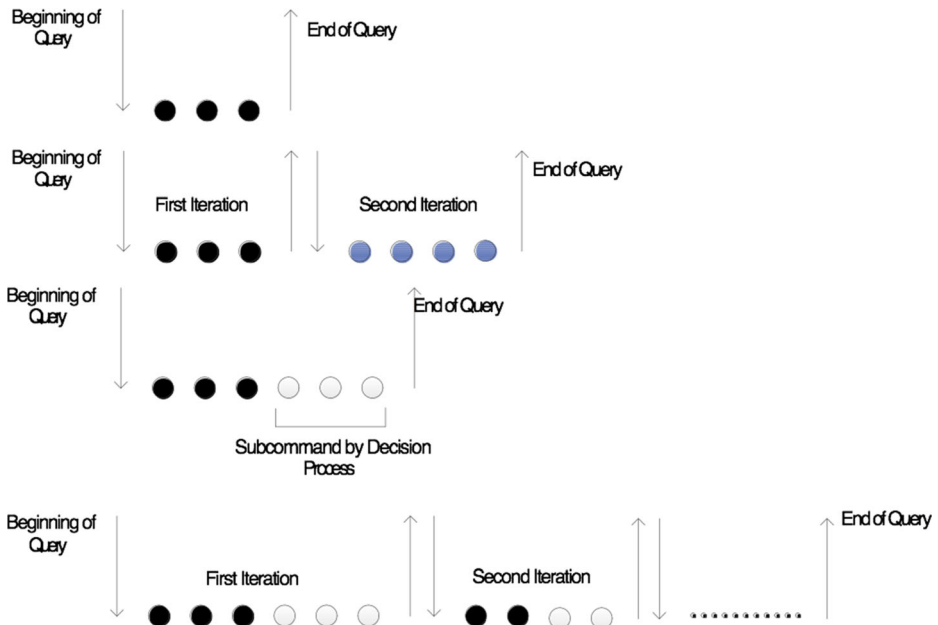 Beginning of
Query
End of Query
Beginning of
Query
End of Query
First Iteration
Second Iteration
Beginning of
Query
End of Query
Subcommand by Decision
Process
Beginning of
Query
End of Query
First Iteration
Second Iteration